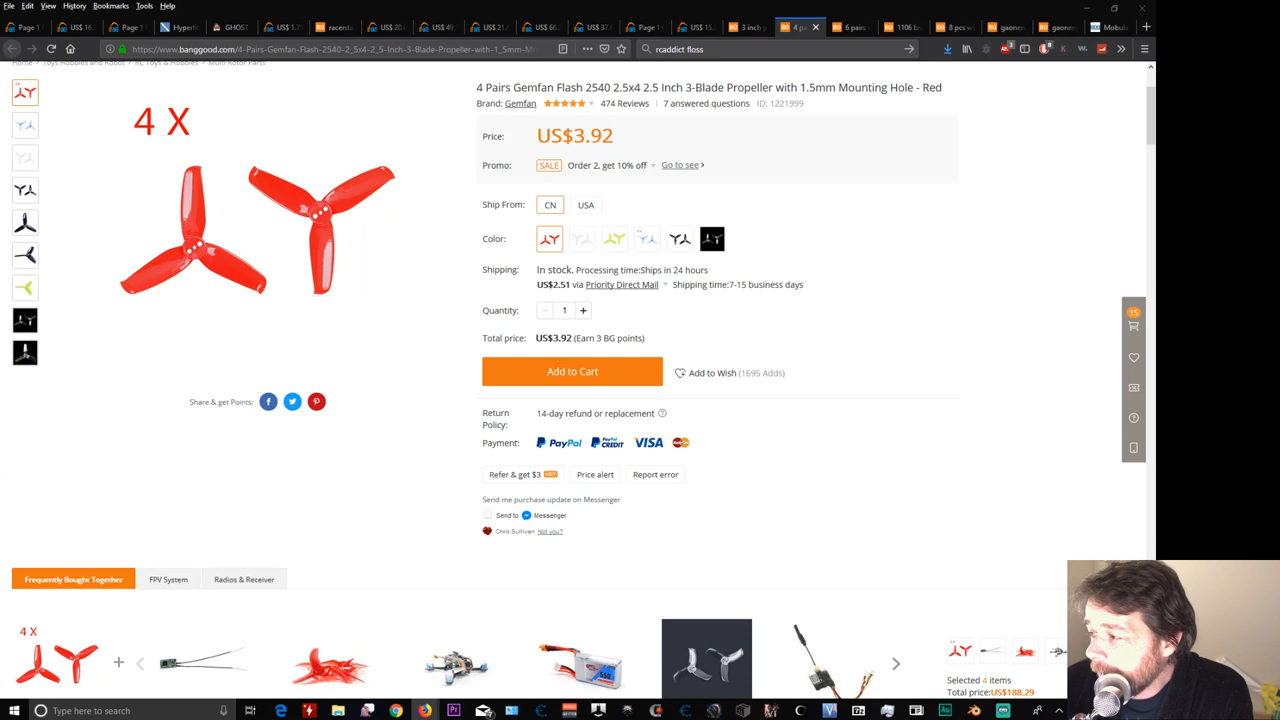 File Edit View History Bookmarks Tools Help
Page 1 US$ 16. Page 1 Hyperli GHOST US$ 1.7 racesta US$ 20. US$ 49. US$ 21. US$ 66. US$ 37. Page 1 US$ 15. 3 inch p 4 pa 6 pairs 1106 br 8 pcs w gaonen gaonen Mobula
https://www.banggood.com/4-Pairs-Gemfan-Flash-2540-2_5x4-2_5-Inch-3-Blade-Propeller-with-1_5mm-M
rcaddict floss
Home Toys Hobbies and Robot RC Toys & Hobbies Multi Rotor Parts
4 Pairs Gemfan Flash 2540 2.5x4 2.5 Inch 3-Blade Propeller with 1.5mm Mounting Hole - Red
Brand: Gemfan 474 Reviews 7 answered questions ID: 1221999
4 X
Price: US$3.92
Promo: SALE Order 2, get 10% off Go to see >
Ship From: CN USA
Color:
Shipping: In stock. Processing time:Ships in 24 hours
US$2.51 via Priority Direct Mail Shipping time:7-15 business days
Quantity: − 1 +
15
Total price: US$3.92 (Earn 3 BG points)
Add to Cart
Add to Wish (1695 Adds)
Share & get Points:
Return Policy: 14-day refund or replacement
Payment: PayPal PayPal CREDIT VISA
Refer & get $3 HOT Price alert Report error
Send me purchase update on Messenger
Send to Messenger
Chris Sullivan Not you?
Frequently Bought Together FPV System Radios & Receiver
4 X
Selected 4 items
Total price:US$188.29
Type here to search